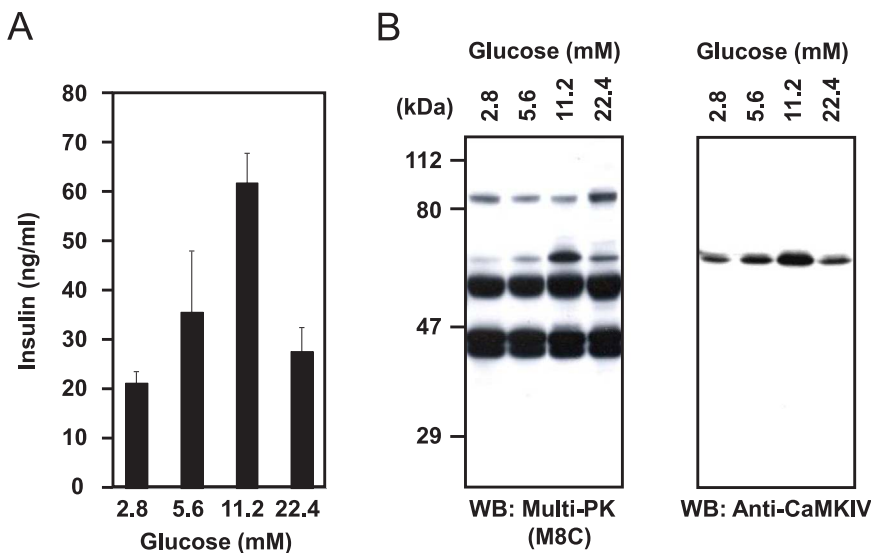 A
Insulin (ng/ml)
80
70
60
50
40
30
20
10
0
2.8 5.6 11.2 22.4
Glucose (mM)
B
Glucose (mM) Glucose (mM)
(kDa) 2.8 5.6 11.2 22.4 2.8 5.6 11.2 22.4
112
80
47
29
WB: Multi-PK WB: Anti-CaMKIV
(M8C)